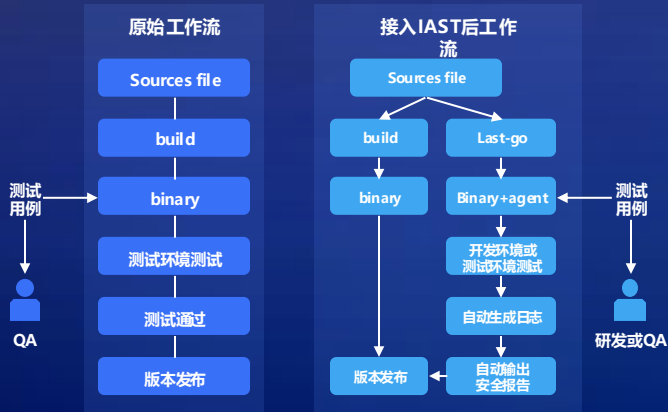 原始工作流
Sources file
build
binary
测试环境测试
测试通过
版本发布
测试
用例
QA
接入IAST后工作
流
Sources file
build
Last-go
binary
Binary+agent
开发环境或
测试环境测试
自动生成日志
版本发布
自动输出
安全报告
测试
用例
研发或QA